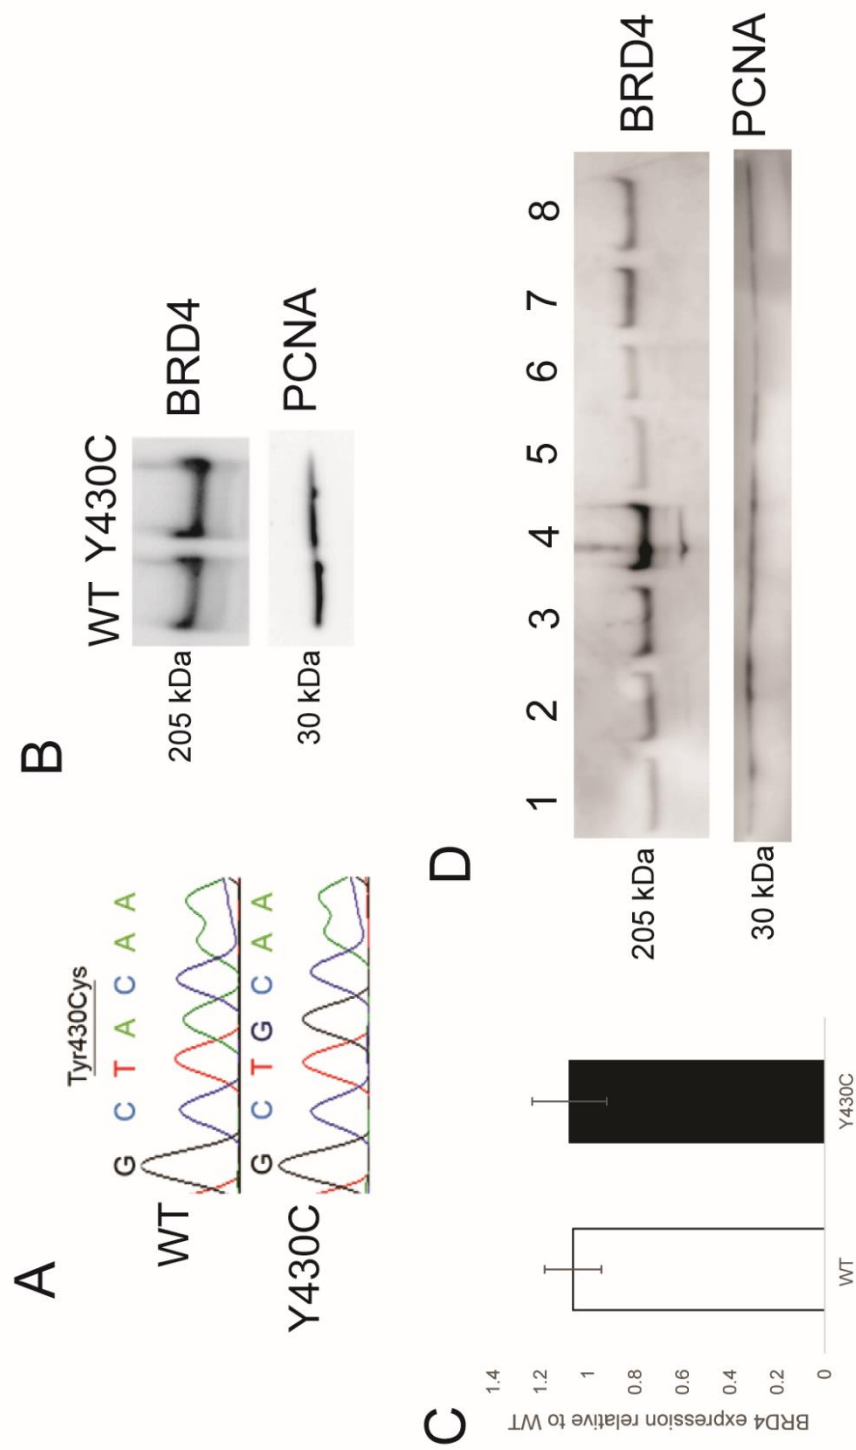 A
Tyr430Cys
G C T A C A A
WT
G C T G C A A
Y430C
B
WT Y430C
205 kDa BRD4
30 kDa PCNA
C
BRD4 expression relative to WT
1.4
1.2
1
0.8
0.6
0.4
0.2
0
WT Y430C
D
1 2 3 4 5 6 7 8
205 kDa BRD4
30 kDa PCNA